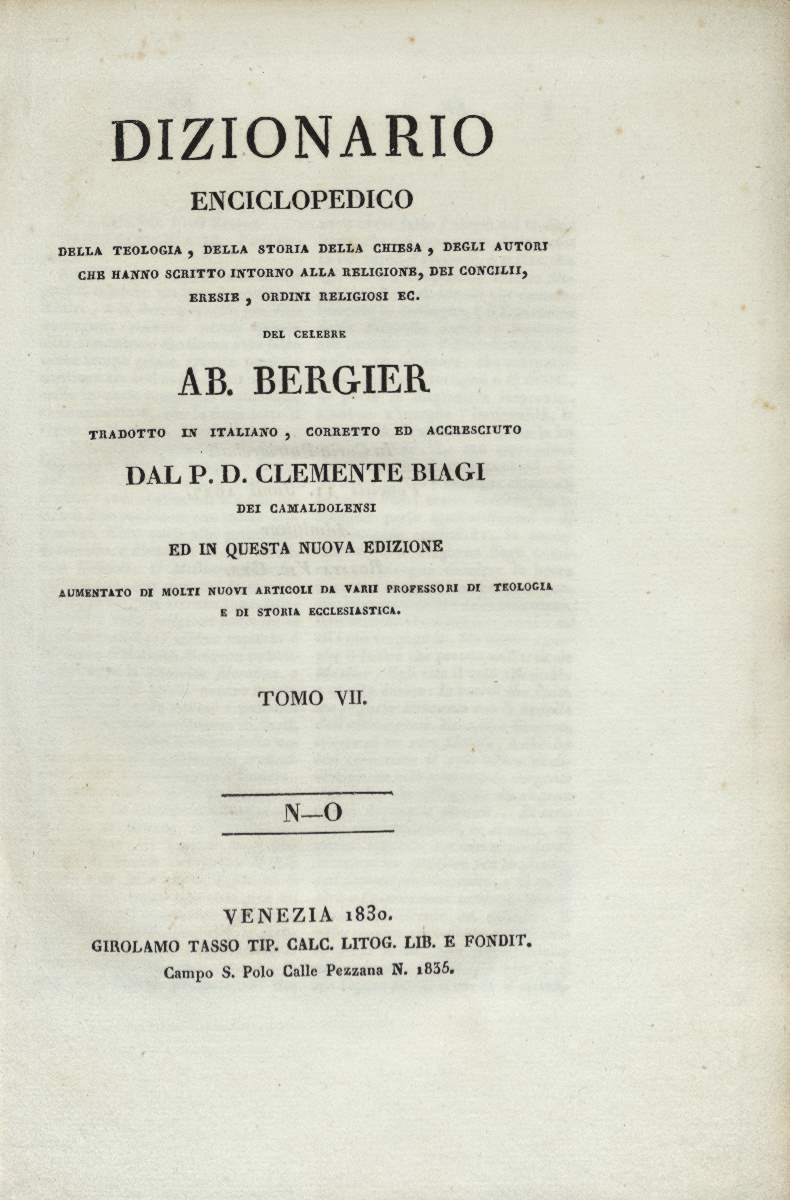 DIZIONARIO
ENCICLOPEDICO
DELLA TEOLOGIA , DELLA STORIA DELLA CHIESA , DEGLI AUTORI
CHE HANNO SCRITTO INTORNO ALLA RELIGIONE, DEI CONCILII,
ERESIE , ORDINI RELIGIOSI EC.
DEL CELEBRE
AB. BERGIER
TRADOTTO IN ITALIANO , CORRETTO ED ACCRESCIUTO
DAL P. D. CLEMENTE BIAGI
DEI CAMALDOLENSI
ED IN QUESTA NUOVA EDIZIONE
AUMENTATO DI MOLTI NUOVI ARTICOLI DA VARII PROFESSORI DI TEOLOGIA
E DI STORIA ECCLESIASTICA.
TOMO VII.
N—O
VENEZIA 1830.
GIROLAMO TASSO TIP. CALC. LITOG. LIB. E FONDIT.
Campo S. Polo Calle Pezzana N. 1835.